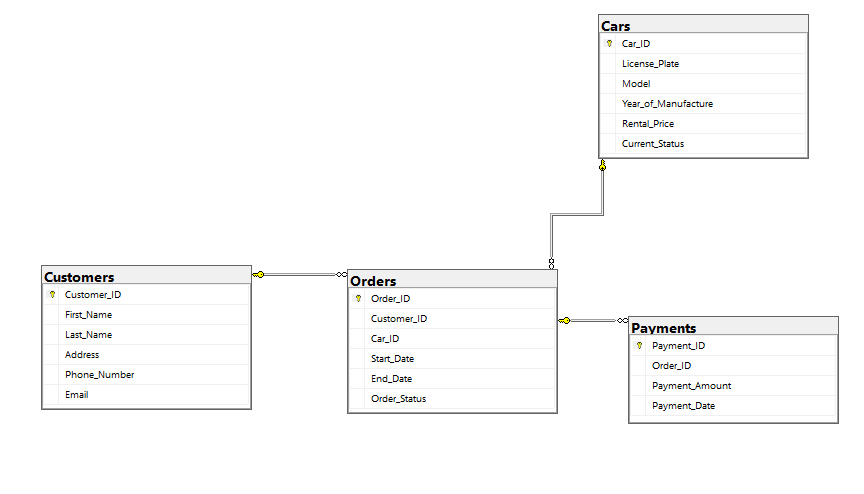 Cars
Car_ID
License_Plate
Model
Year_of_Manufacture
Rental_Price
Current_Status
Customers
Customer_ID
First_Name
Last_Name
Address
Phone_Number
Email
Orders
Order_ID
Customer_ID
Car_ID
Start_Date
End_Date
Order_Status
Payments
Payment_ID
Order_ID
Payment_Amount
Payment_Date